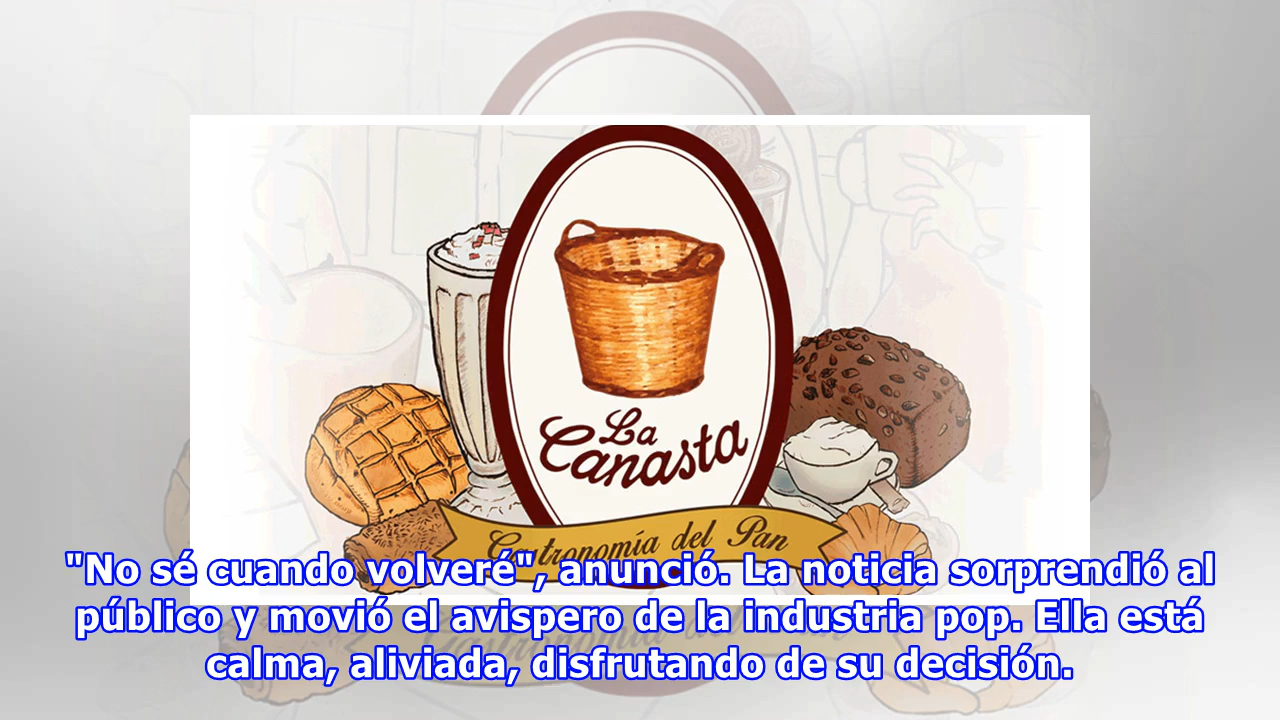 La
Canasta
Gastronomía del Pan
"No sé cuando volveré", anunció. La noticia sorprendió al
público y movió el avispero de la industria pop. Ella está
calma, aliviada, disfrutando de su decisión.